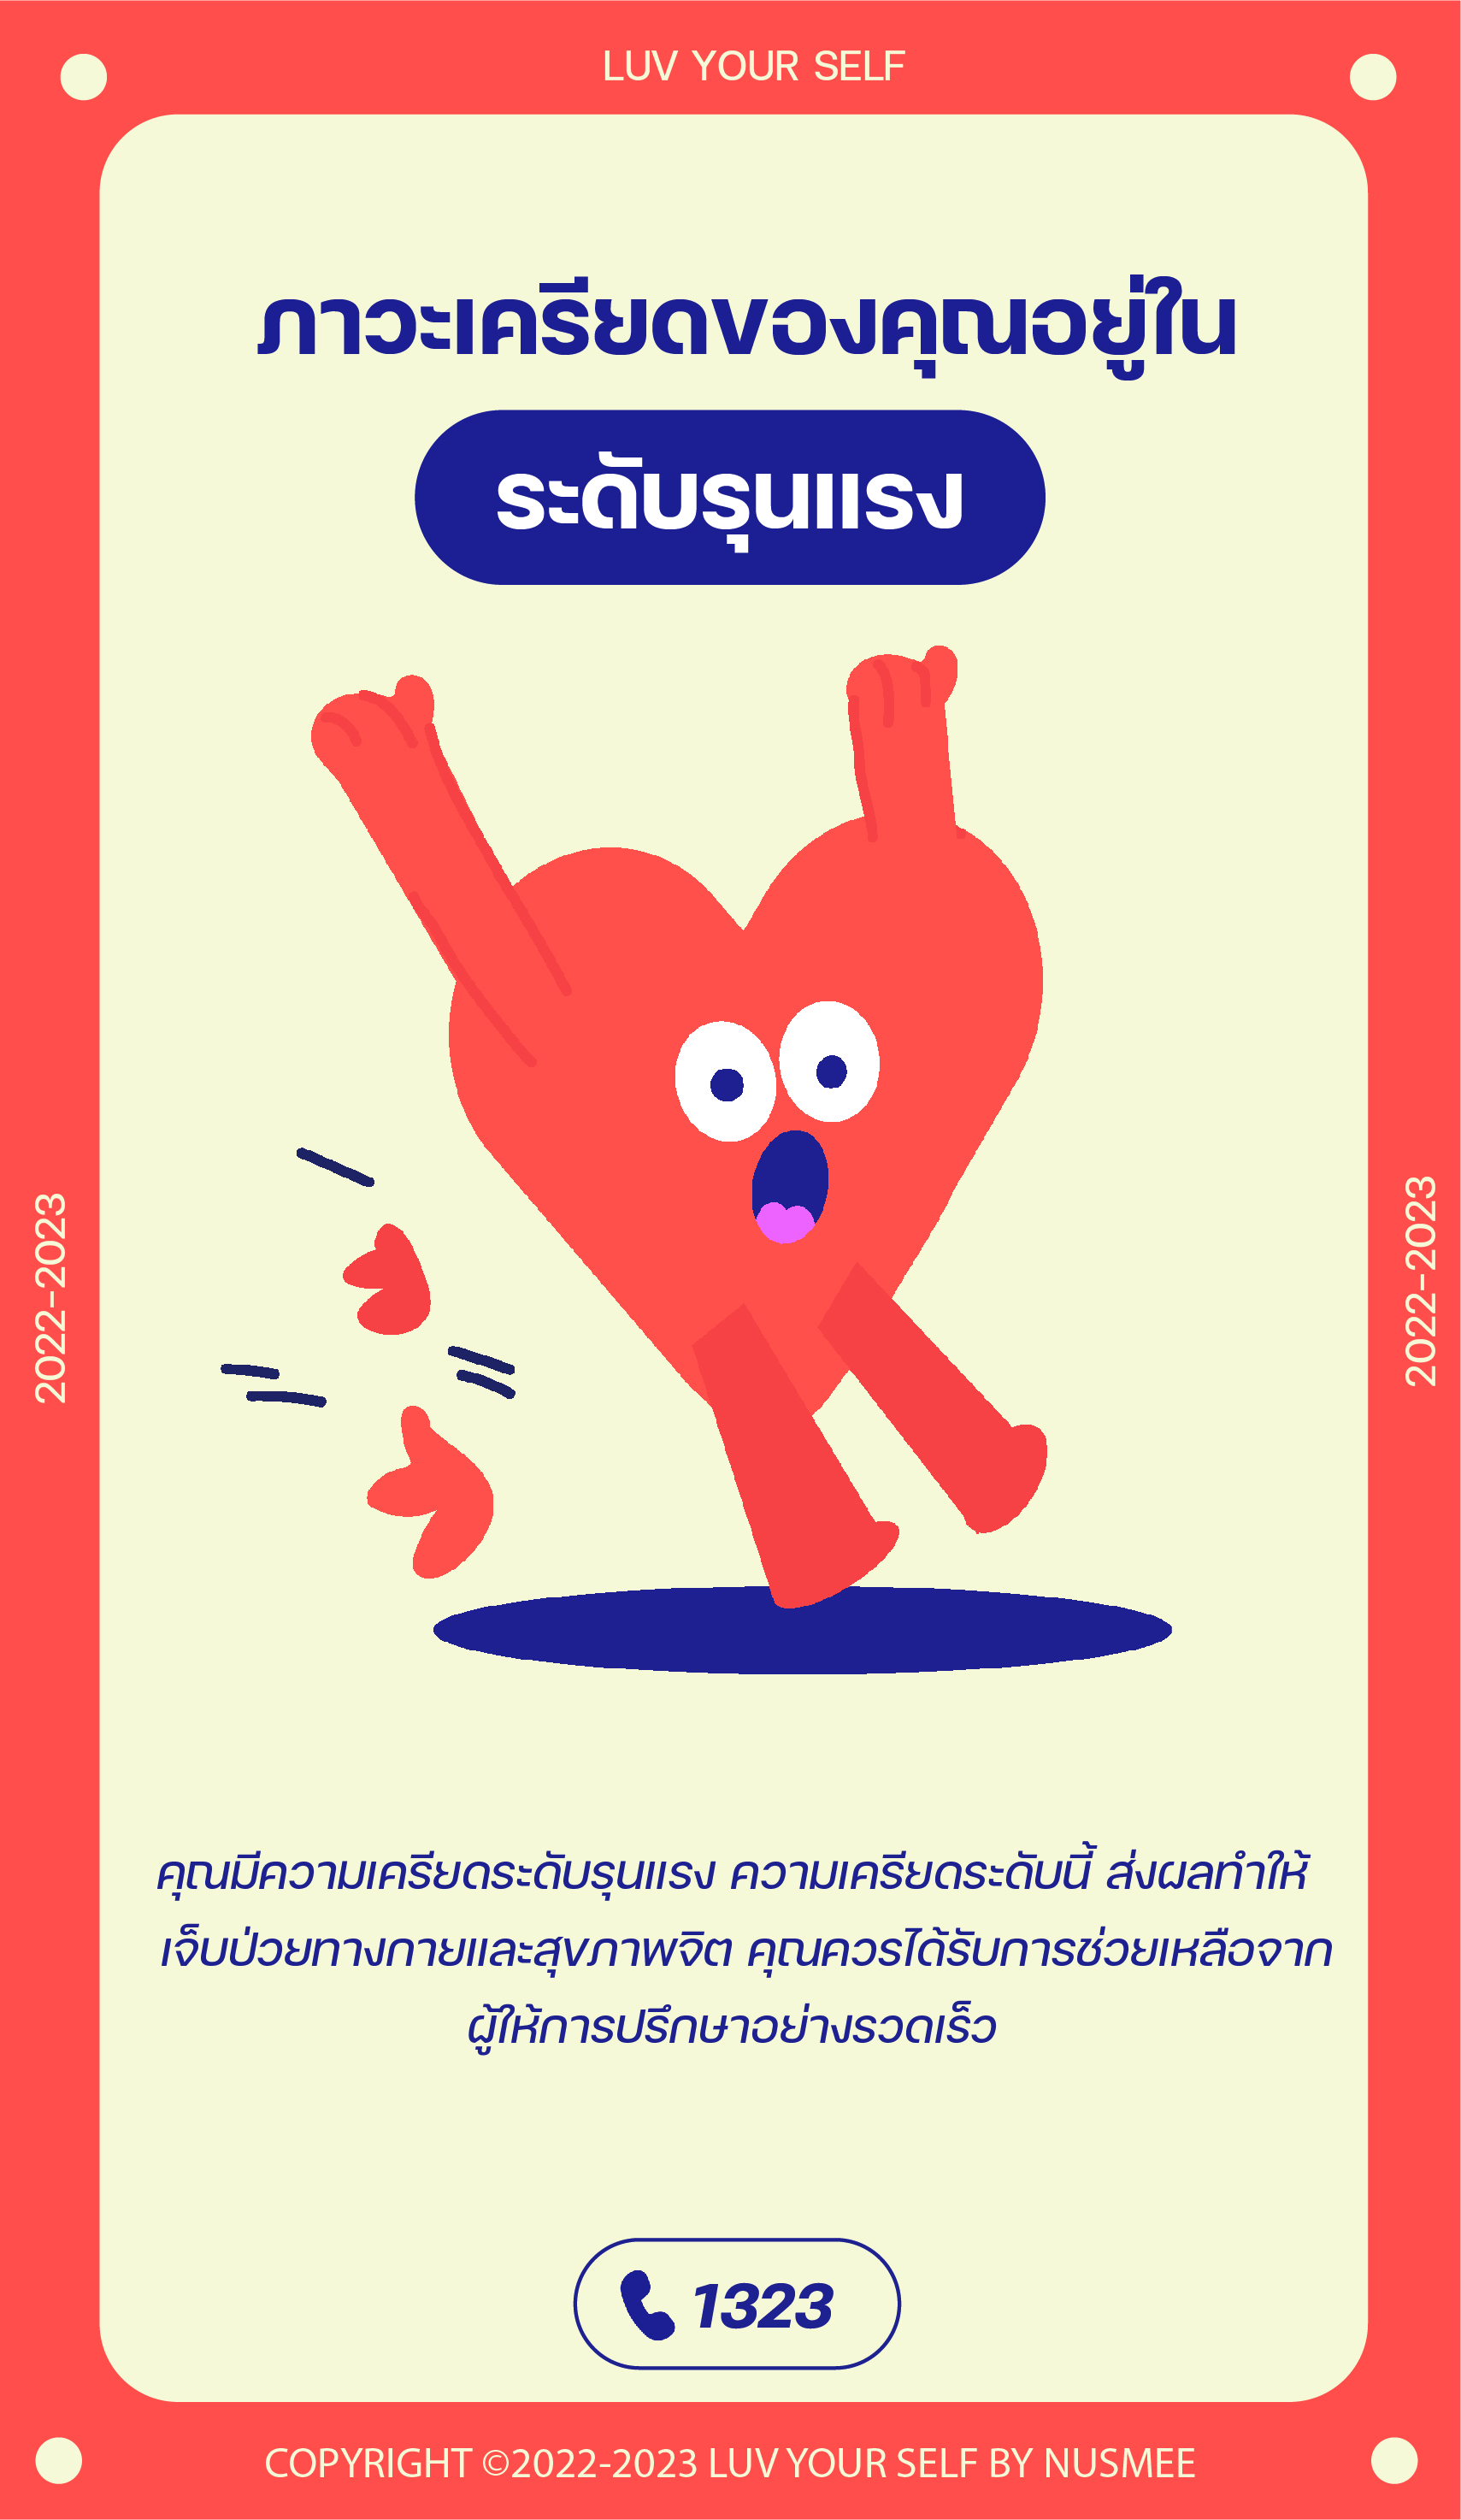 LUV YOUR SELF
ภาวะเครียดของคุณอยู่ใน
ระดับรุนแรง
2022-2023
2022-2023
คุณมีความเครียดระดับรุนแรง ความเครียดระดับนี้ ส่งผลทำให้
เจ็บป่วยทางกายและสุขภาพจิต คุณควรได้รับการช่วยเหลือจาก
ผู้ให้การปรึกษาอย่างรวดเร็ว
1323
COPYRIGHT ©2022-2023 LUV YOUR SELF BY NUSMEE